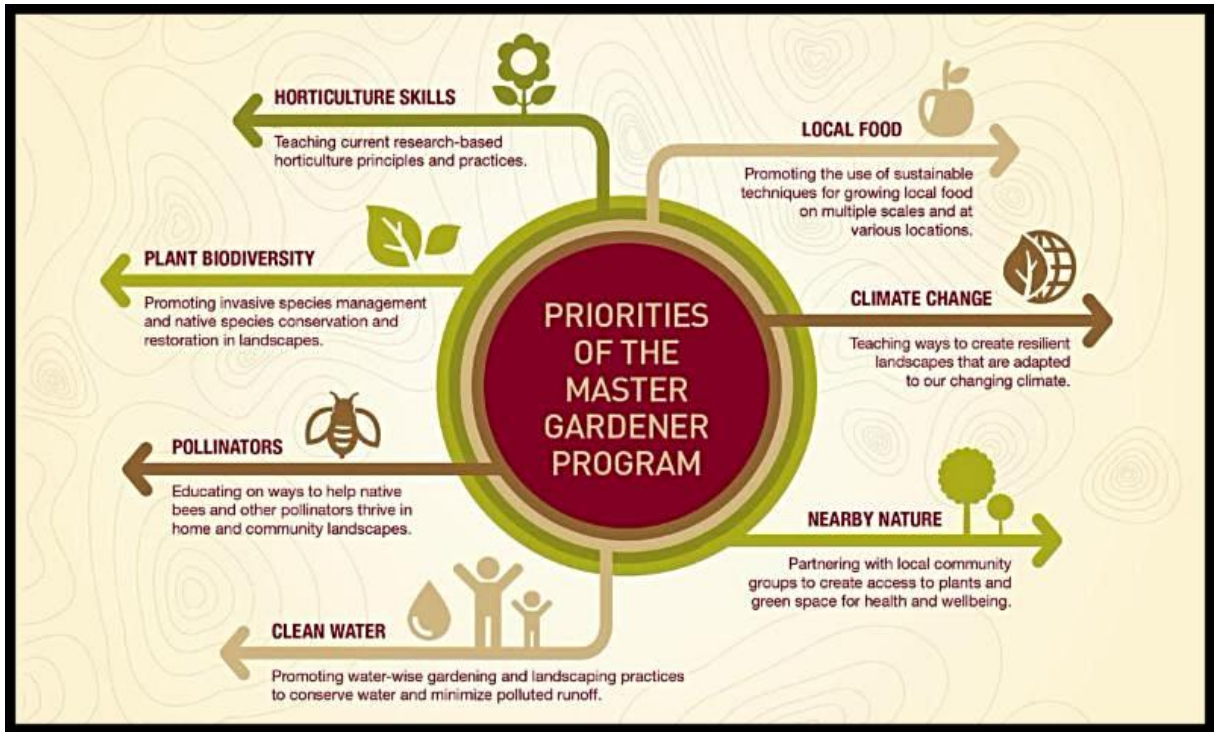 HORTICULTURE SKILLS
Teaching current research-based
horticulture principles and practices.
LOCAL FOOD
Promoting the use of sustainable
techniques for growing local food
on multiple scales and at
various locations.
PLANT BIODIVERSITY
Promoting invasive species management
and native species conservation and
restoration in landscapes.
CLIMATE CHANGE
Teaching ways to create resilient
landscapes that are adapted
to our changing climate.
PRIORITIES
OF THE
MASTER
GARDENER
PROGRAM
POLLINATORS
Educating on ways to help native
bees and other pollinators thrive in
home and community landscapes.
NEARBY NATURE
Partnering with local community
groups to create access to plants and
green space for health and wellbeing.
CLEAN WATER
Promoting water-wise gardening and landscaping practices
to conserve water and minimize polluted runoff.